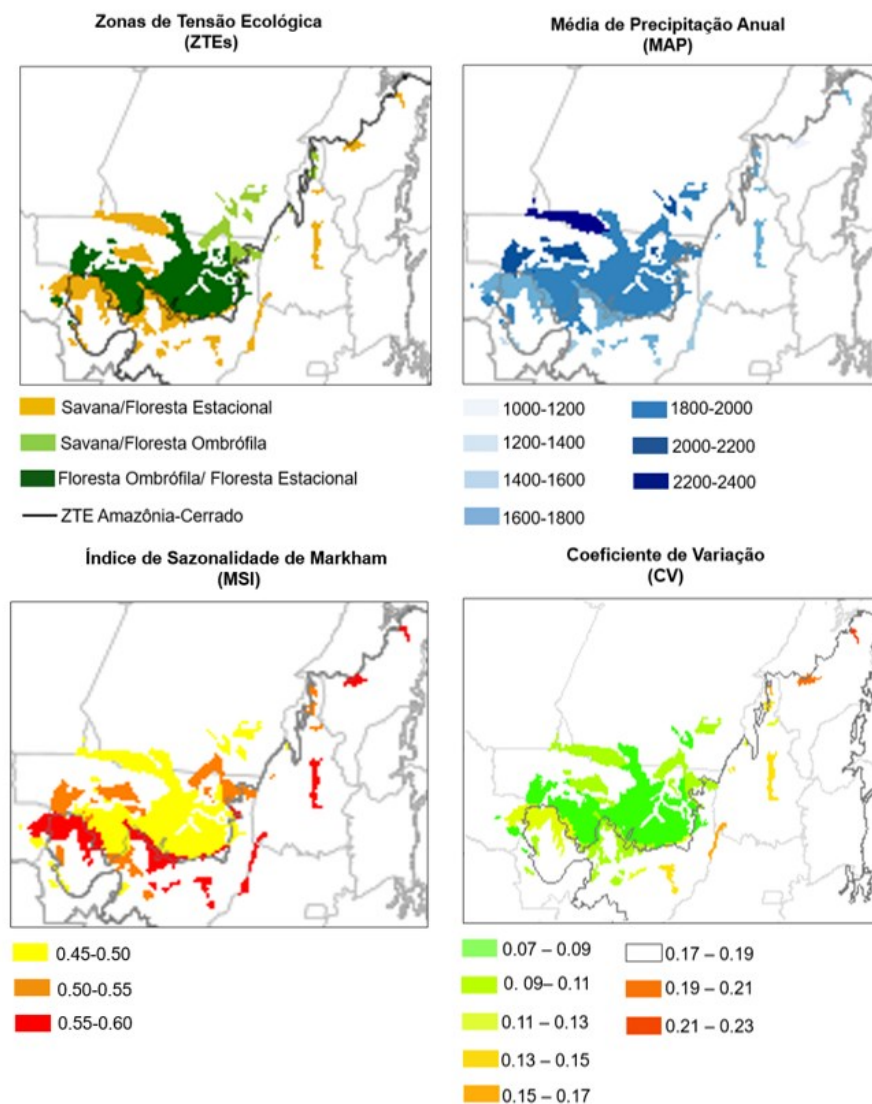 Zonas de Tensão Ecológica
(ZTEs)
Média de Precipitação Anual
(MAP)
Savana/Floresta Estacional
Savana/Floresta Ombrófila
Floresta Ombrófila/ Floresta Estacional
ZTE Amazônia-Cerrado
1000-1200
1200-1400
1400-1600
1600-1800
1800-2000
2000-2200
2200-2400
Índice de Sazonalidade de Markham
(MSI)
Coeficiente de Variação
(CV)
0.45-0.50
0.50-0.55
0.55-0.60
0.07 – 0.09
0. 09– 0.11
0.11 – 0.13
0.13 – 0.15
0.15 – 0.17
0.17 – 0.19
0.19 – 0.21
0.21 – 0.23